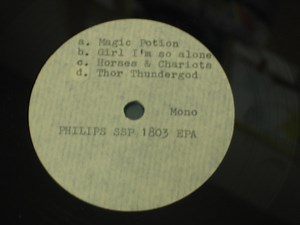 a. Magic Potion
b. Girl I'm so alone
c. Horses & Chariots
d. Thor Thundergod
Mono
PHILIPS SSP 1803 EPA